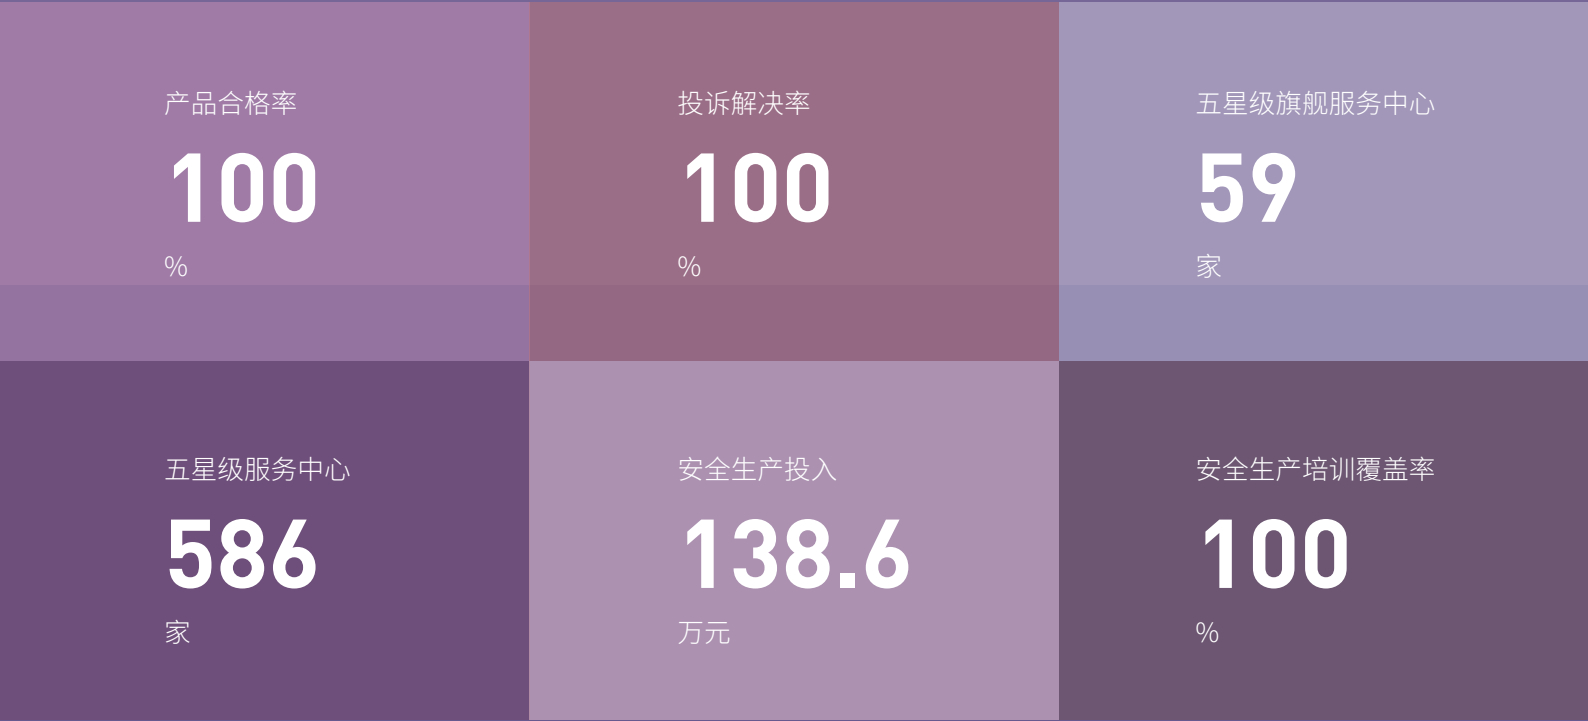 产品合格率
100
%
投诉解决率
100
%
五星级旗舰服务中心
59
家
五星级服务中心
586
家
安全生产投入
138.6
万元
安全生产培训覆盖率
100
%